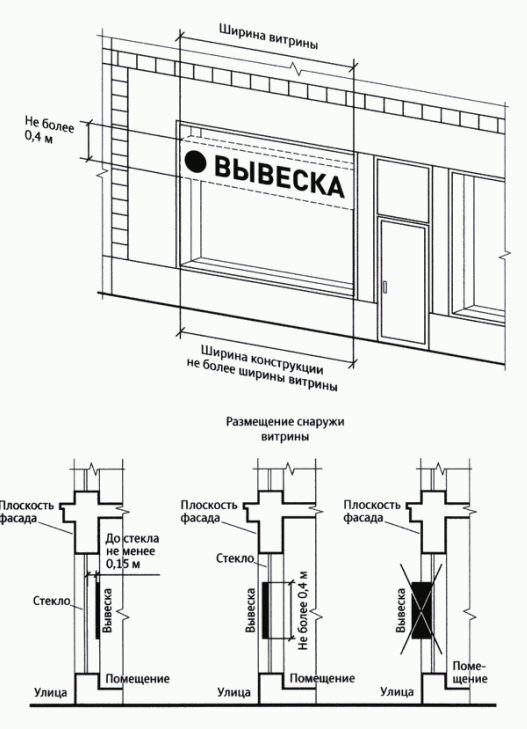 Ширина витрины
Не более
0,4 м
ВЫВЕСКА
Ширина конструкции
не более ширины витрины
Размещение снаружи
витрины
Плоскость
фасада
До стекла
не менее
0,15 м
Стекло
Вывеска
Помещение
Улица
Плоскость
фасада
Стекло
Вывеска
Не более 0,4 м
Помещение
Улица
Плоскость
фасада
Вывеска
Поме-
щение
Улица